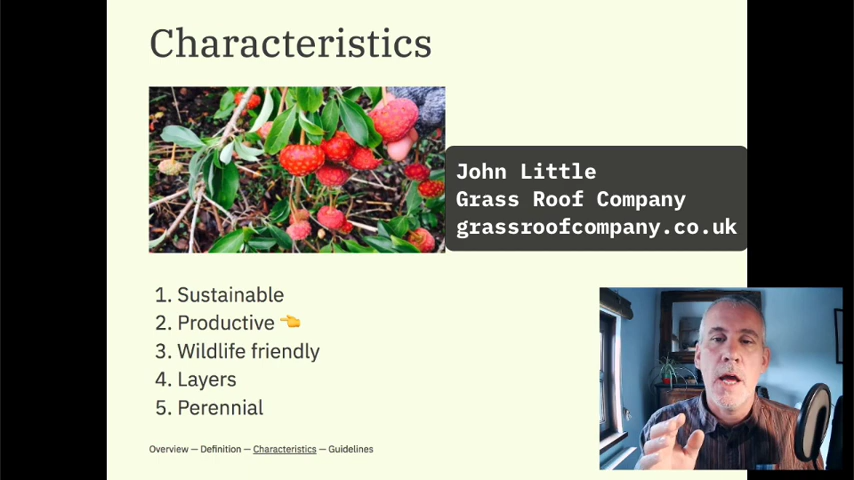 Characteristics
John Little
Grass Roof Company
grassroofcompany.co.uk
1. Sustainable
2. Productive 👈
3. Wildlife friendly
4. Layers
5. Perennial
Overview — Definition — Characteristics — Guidelines